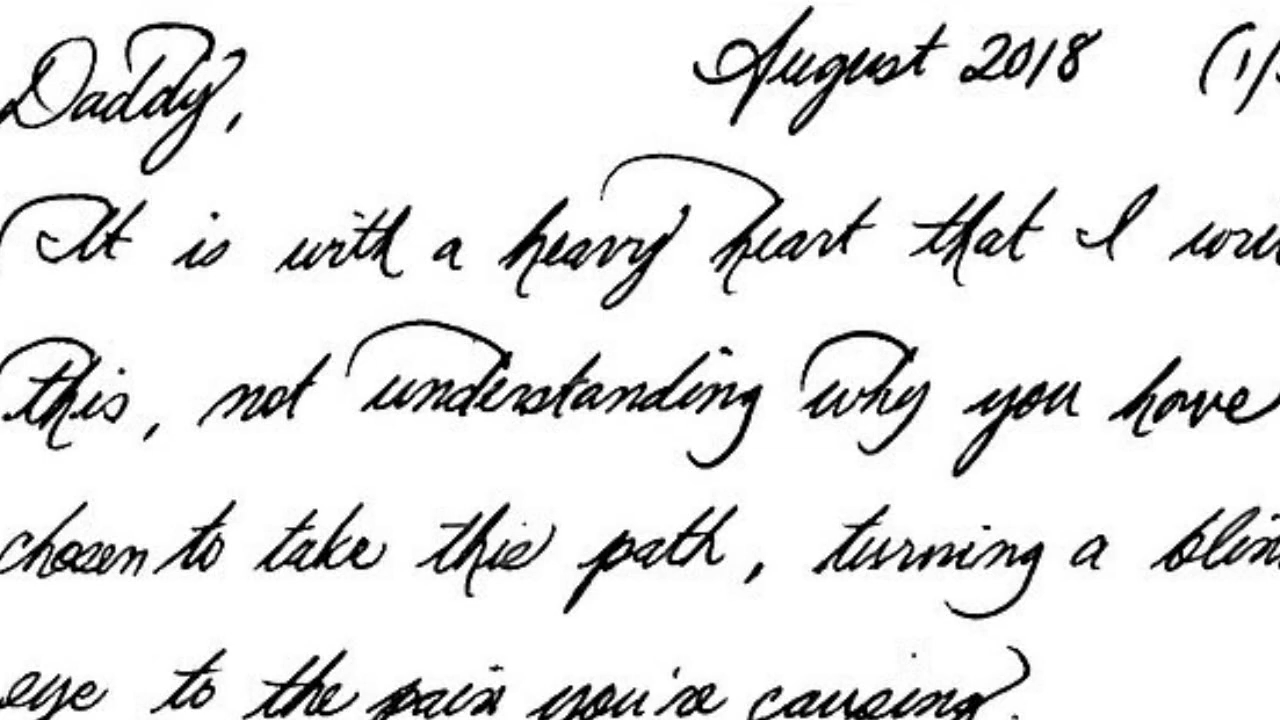 Daddy, August 2018 (1/
It is with a heavy heart that I
this, not understanding why you have
chosen to take this path, turning a
eye to the pain you're causing.